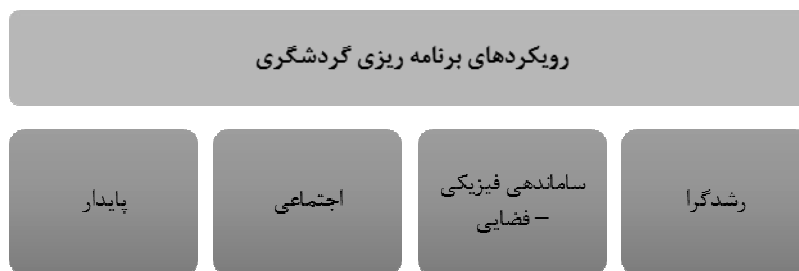 رویکردهای برنامه ریزی گردشگری
رشدگرا
ساماندهی فیزیکی
– فضایی
اجتماعی
پایدار